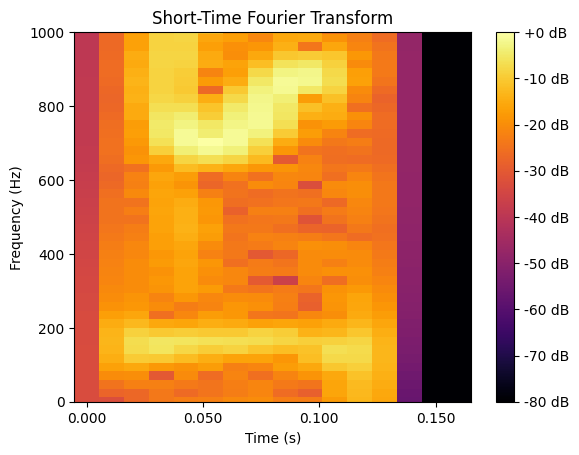 Short-Time Fourier Transform
1000
800
600
400
200
0
Frequency (Hz)
0.000
0.050
0.100
0.150
Time (s)
+0 dB
-10 dB
-20 dB
-30 dB
-40 dB
-50 dB
-60 dB
-70 dB
-80 dB